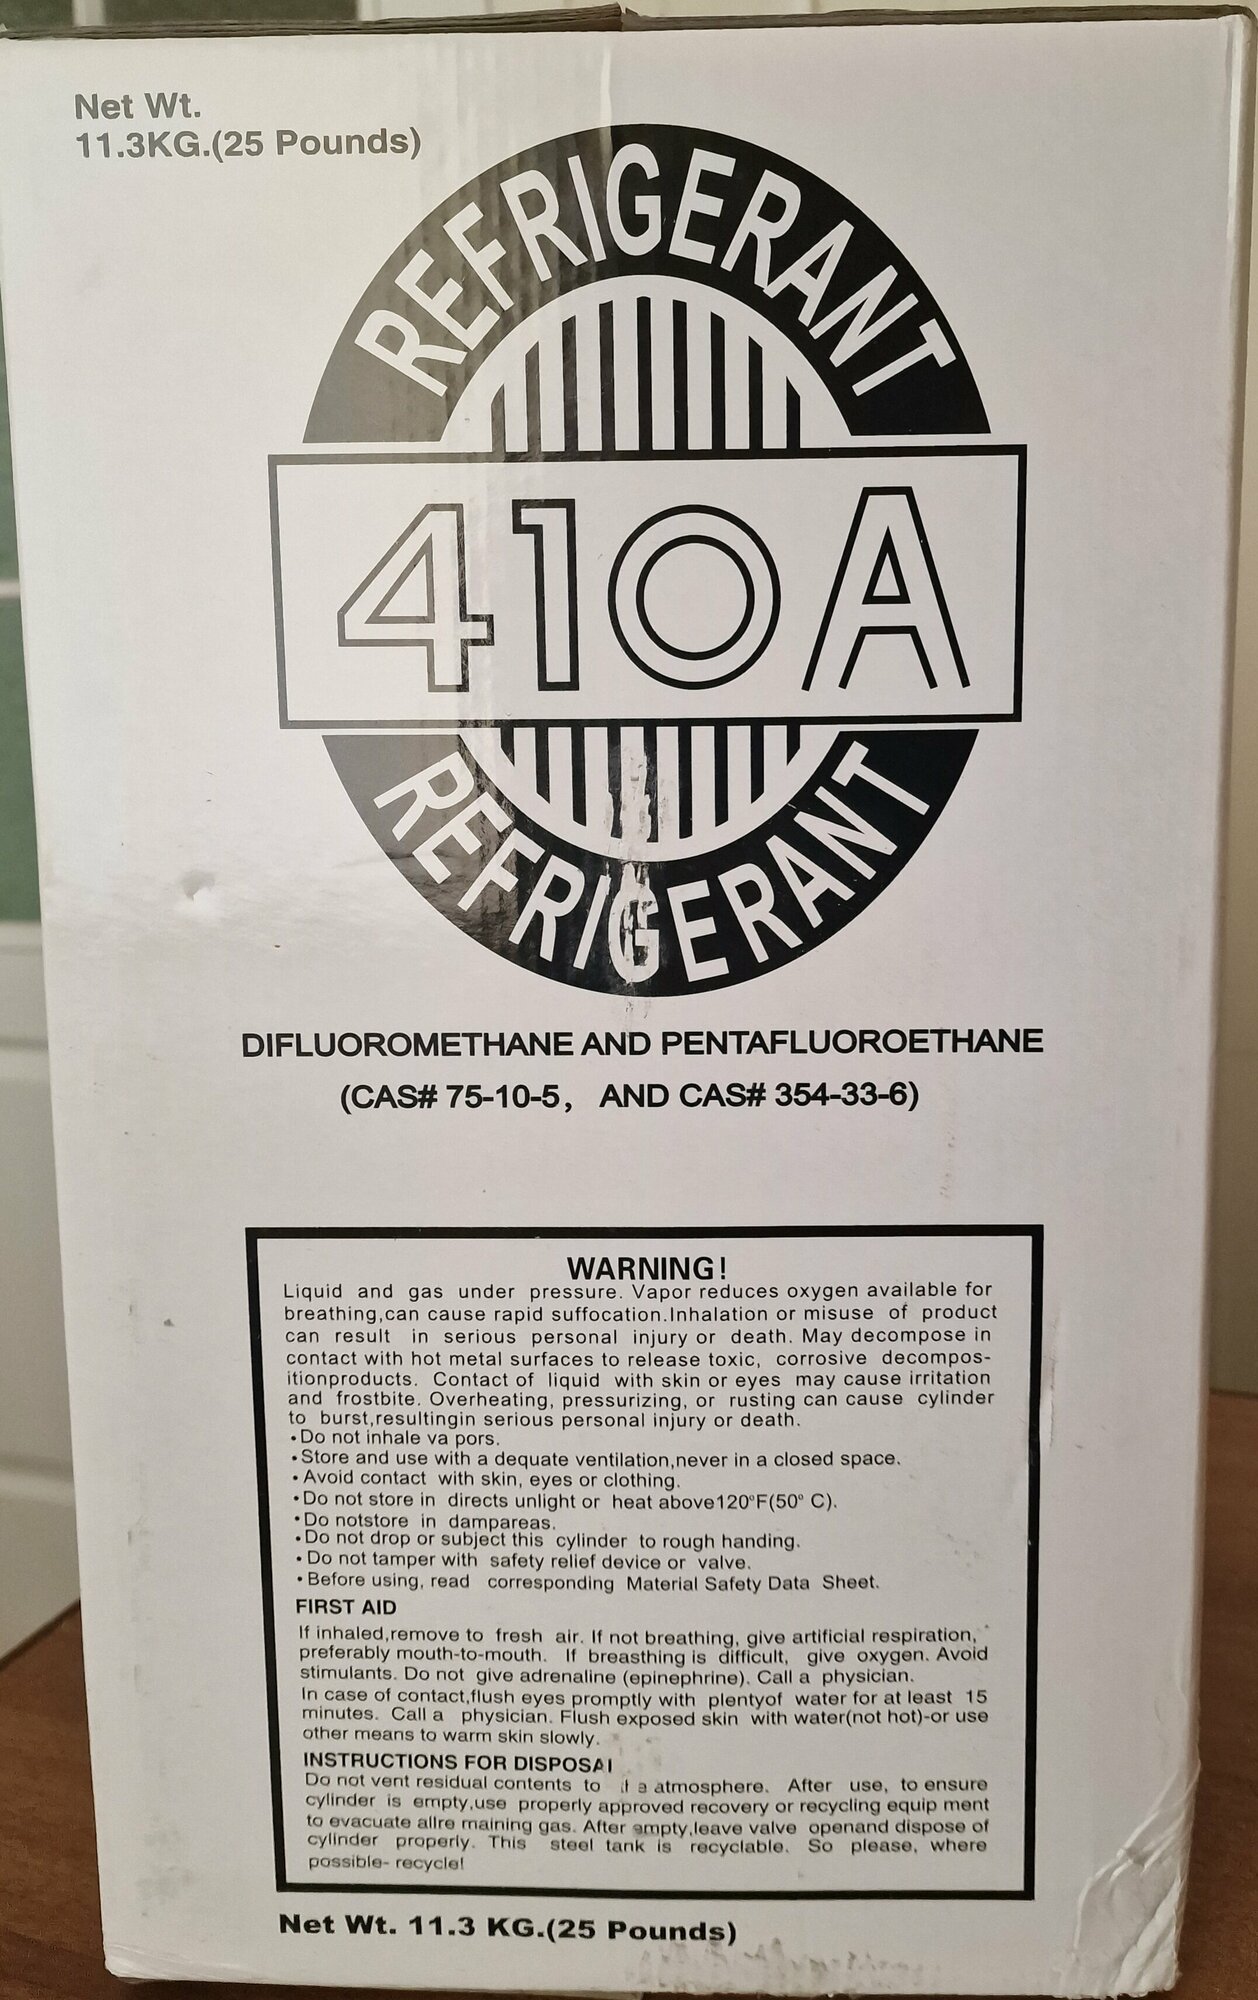 Net Wt.
11.3KG.(25 Pounds)
REFRIGERANT
410A
REFRIGERANT
DIFLUOROMETHANE AND PENTAFLUOROETHANE
(CAS# 75-10-5, AND CAS# 354-33-6)
WARNING!
Liquid and gas under pressure. Vapor reduces oxygen available for
breathing,can cause rapid suffocation.Inhalation or misuse of product
can result in serious personal injury or death. May decompose in
contact with hot metal surfaces to release toxic, corrosive decompos-
itionproducts. Contact of liquid with skin or eyes may cause irritation
and frostbite. Overheating, pressurizing, or rusting can cause cylinder
to burst,resultingin serious personal injury or death.
•Do not inhale va pors.
•Store and use with a dequate ventilation,never in a closed space.
•Avoid contact with skin, eyes or clothing.
•Do not store in directs unlight or heat above120°F(50° C).
•Do notstore in dampareas.
•Do not drop or subject this cylinder to rough handing.
•Do not tamper with safety relief device or valve.
•Before using, read corresponding Material Safety Data Sheet.
FIRST AID
If inhaled,remove to fresh air. If not breathing, give artificial respiration,
preferably mouth-to-mouth. If breasthing is difficult, give oxygen. Avoid
stimulants. Do not give adrenaline (epinephrine). Call a physician.
In case of contact,flush eyes promptly with plentyof water for at least 15
minutes. Call a physician. Flush exposed skin with water(not hot)-or use
other means to warm skin slowly.
INSTRUCTIONS FOR DISPOSAL
Do not vent residual contents to atmosphere. After use, to ensure
cylinder is empty,use properly approved recovery or recycling equip ment
to evacuate allre maining gas. After empty,leave valve openand dispose of
cylinder properly. This steel tank is recyclable. So please, where
possible- recycle!
Net Wt. 11.3 KG.(25 Pounds)